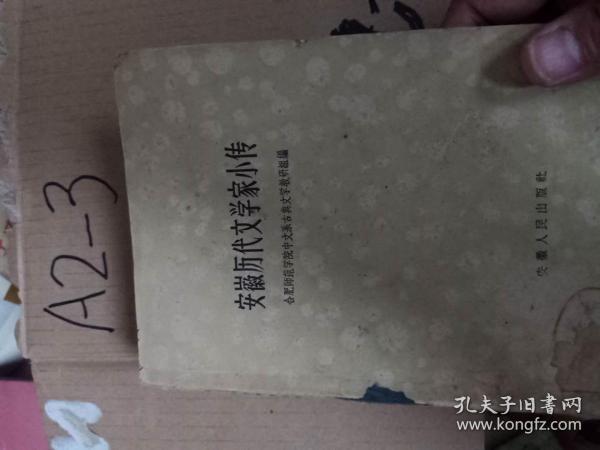 安徽历代文学家小传
合肥师范学院中文系古典文学教研组编
安徽人民出版社
A2-3
孔夫子旧书网
www.kongfz.com